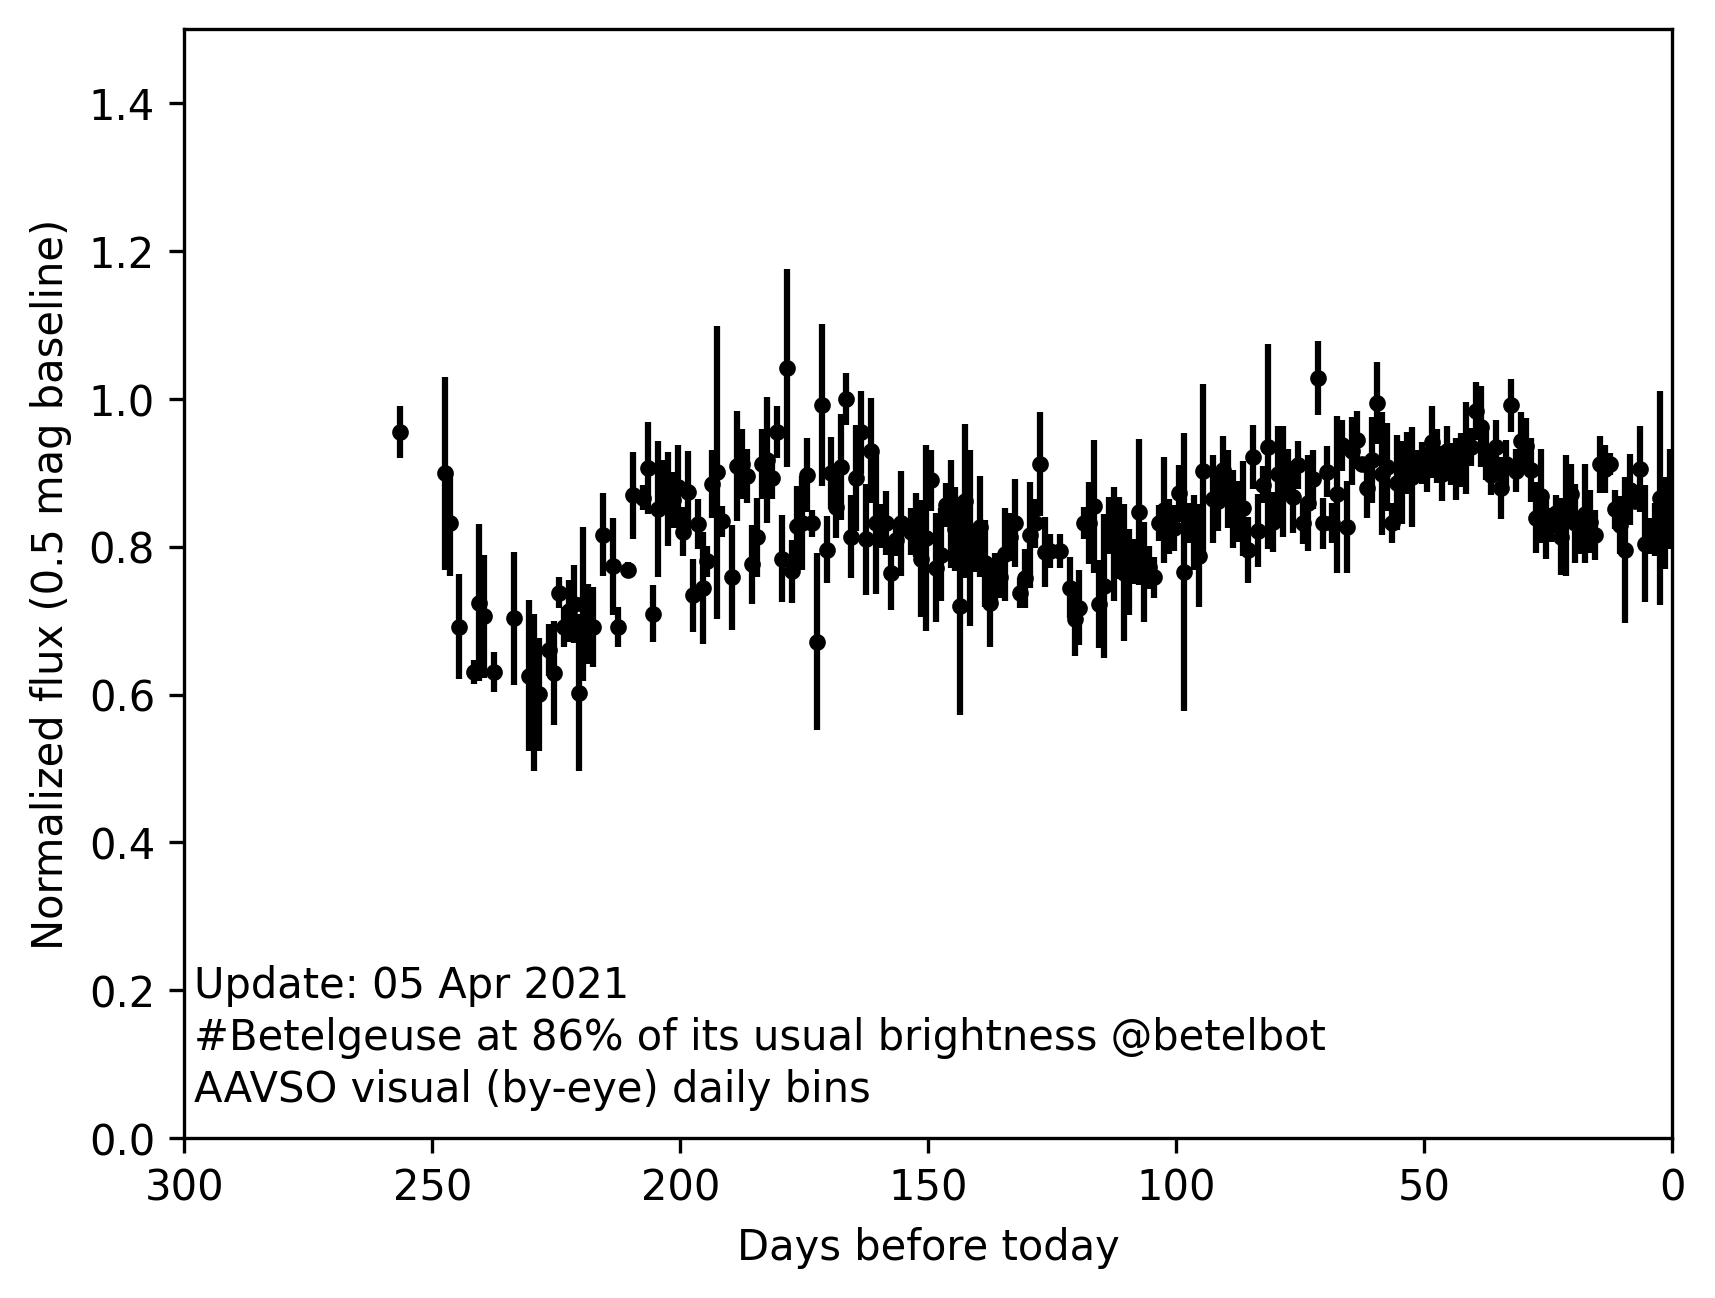 1.4
1.2
1.0
0.8
0.6
0.4
0.2
0.0
Normalized flux (0.5 mag baseline)
Update: 05 Apr 2021
#Betelgeuse at 86% of its usual brightness @betelbot
AAVSO visual (by-eye) daily bins
300 250 200 150 100 50 0
Days before today